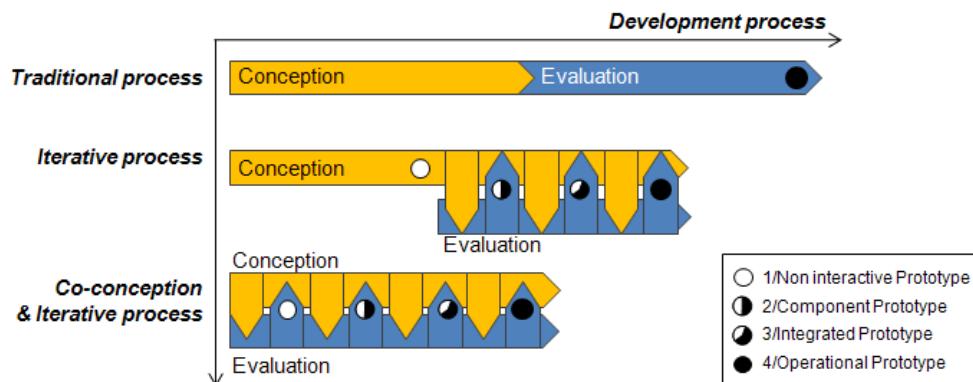 Development process
Traditional process
Conception
Evaluation
Iterative process
Conception
Evaluation
Conception
Co-conception
& Iterative process
Evaluation
1/Non interactive Prototype
2/Component Prototype
3/Integrated Prototype
4/Operational Prototype